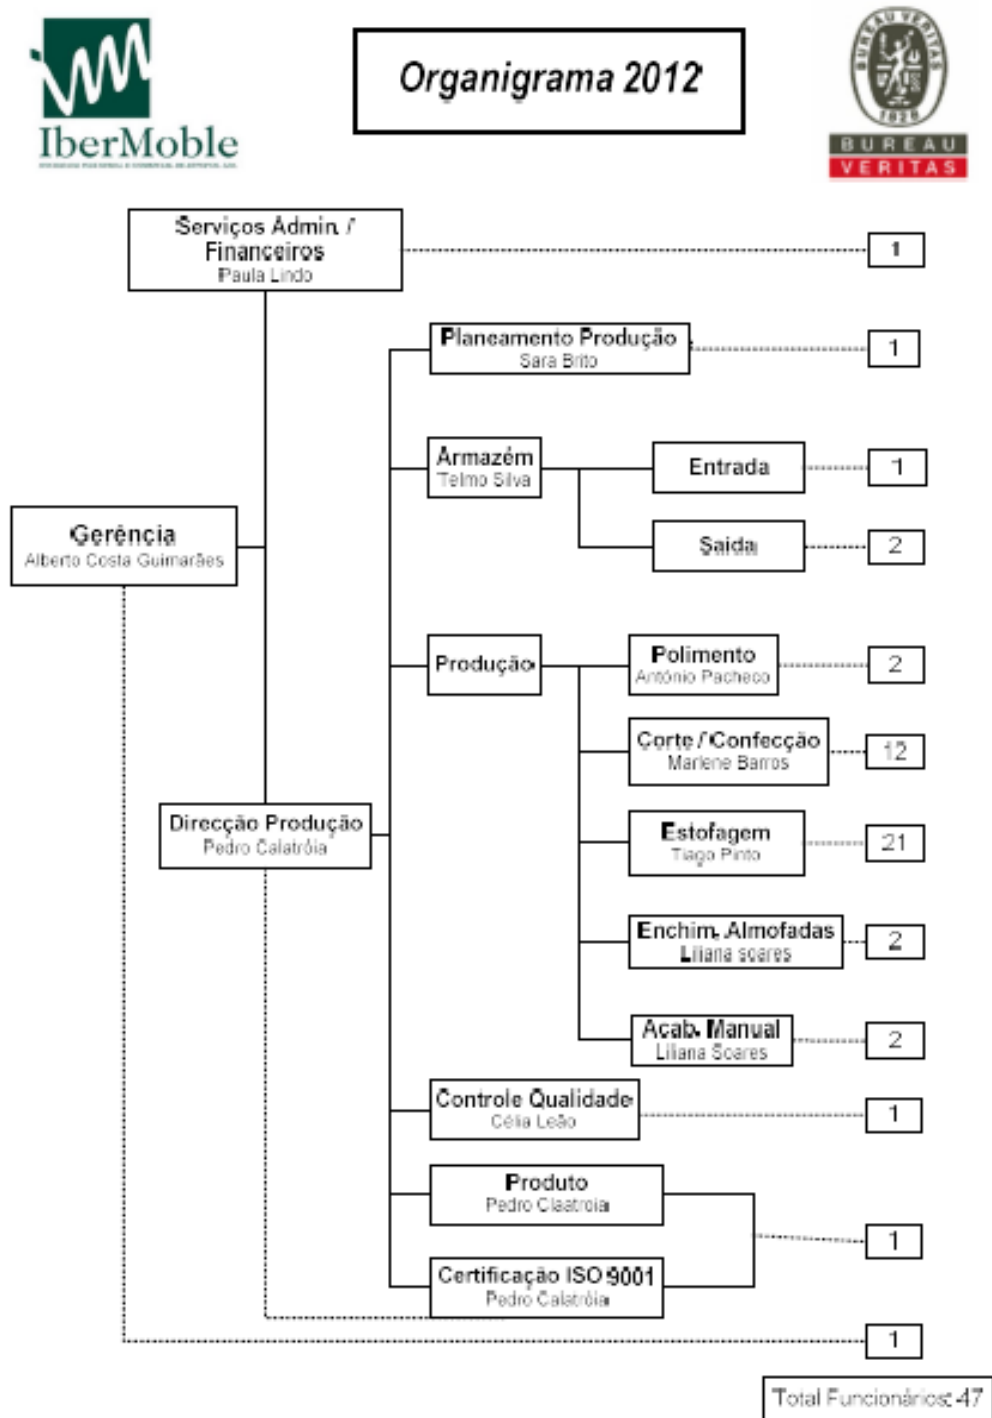 Organigrama 2012
IberMoble
BUREAU VERITAS
1828
BUREAU
VERITAS
Serviços Admin. /
Financeiros
Paula Lindo
1
Planeamento Produção
Sara Brito
1
Armazém
Telmo Silva
Entrada
1
Saida
2
Gerência
Alberto Costa Guimarães
Produção
Polimento
António Pacheco
2
Corte / Confecção
Marlene Barros
12
Direcção Produção
Pedro Calatróia
Estofagem
Tiago Pinto
21
Enchim. Almofadas
Liliana soares
2
Acab. Manual
Liliana Soares
2
Controle Qualidade
Célia Leão
1
Produto
Pedro Claatroia
1
Certificação ISO 9001
Pedro Calatróia
1
Total Funcionários: 47